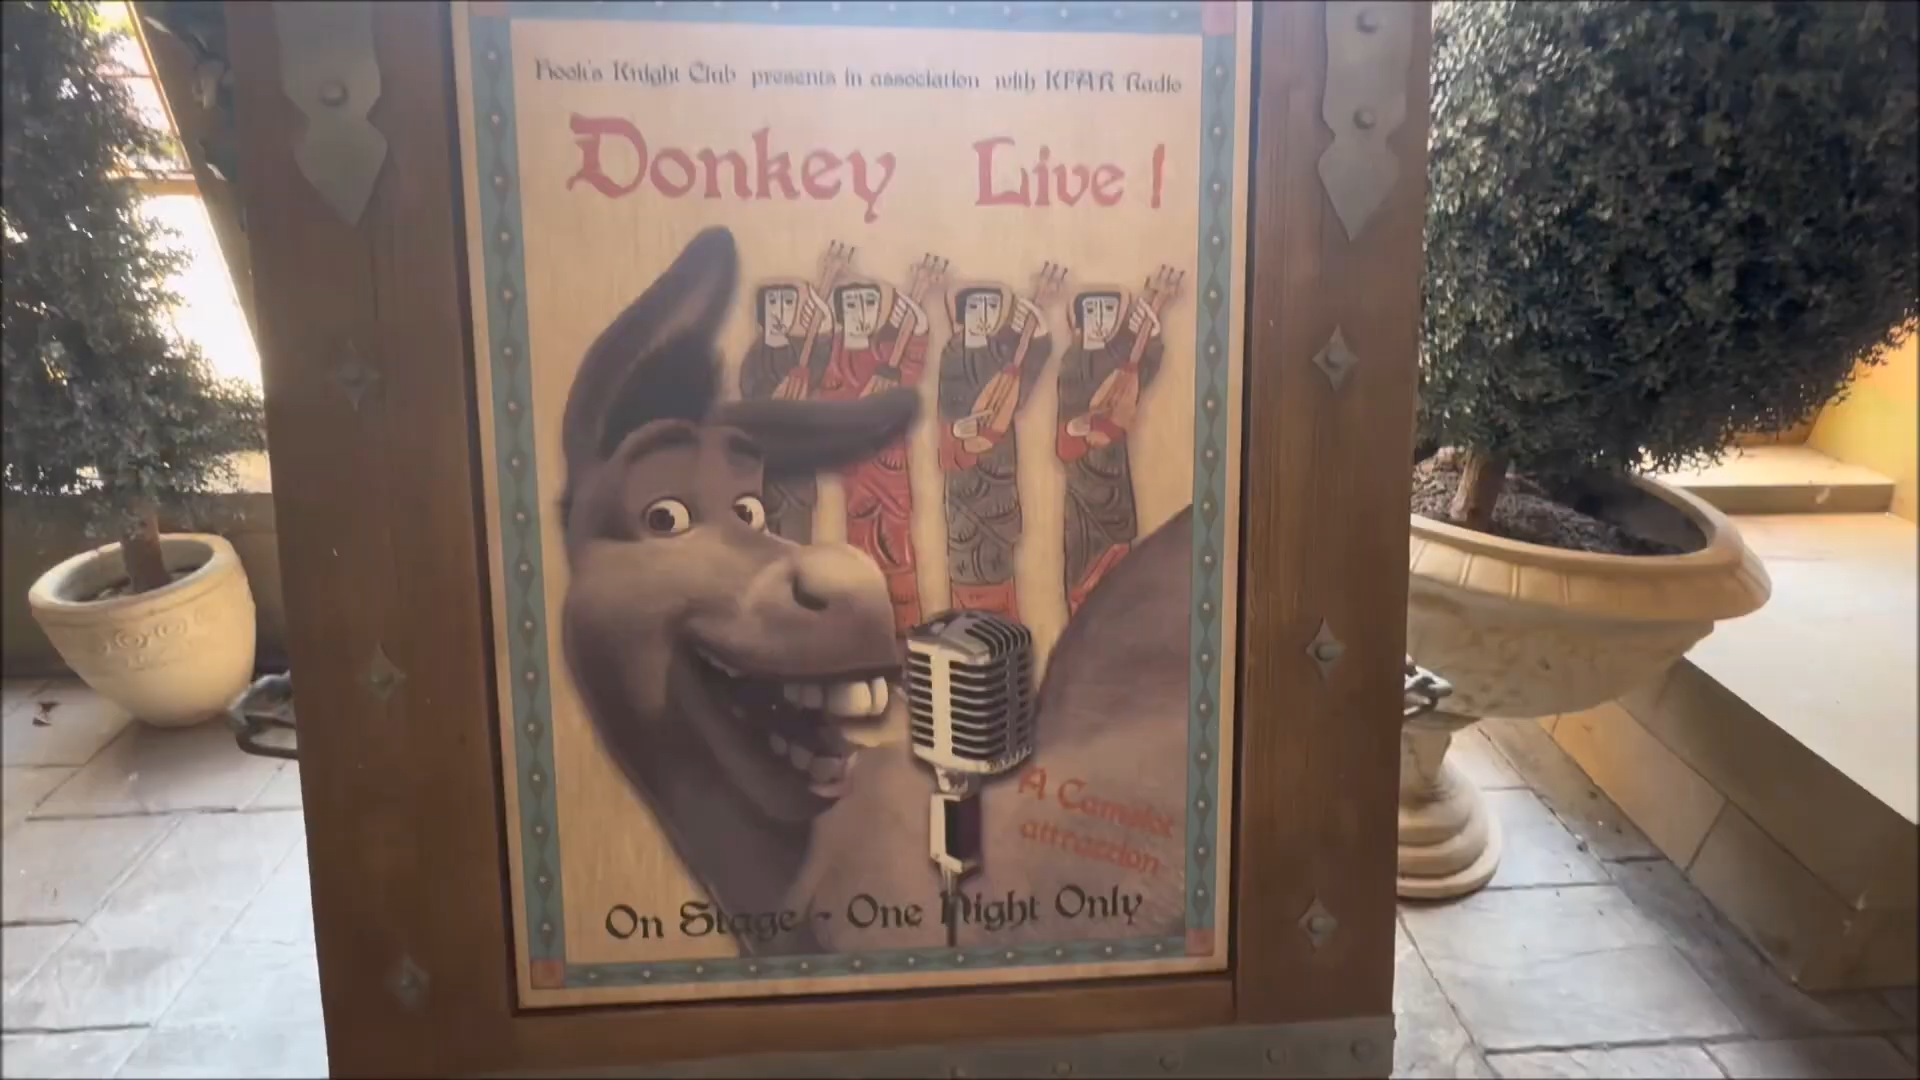 Hook's Knight Club presents in association with KFAR Radio
Donkey Live!
A Camelot
attraction
On Stage - One Night Only